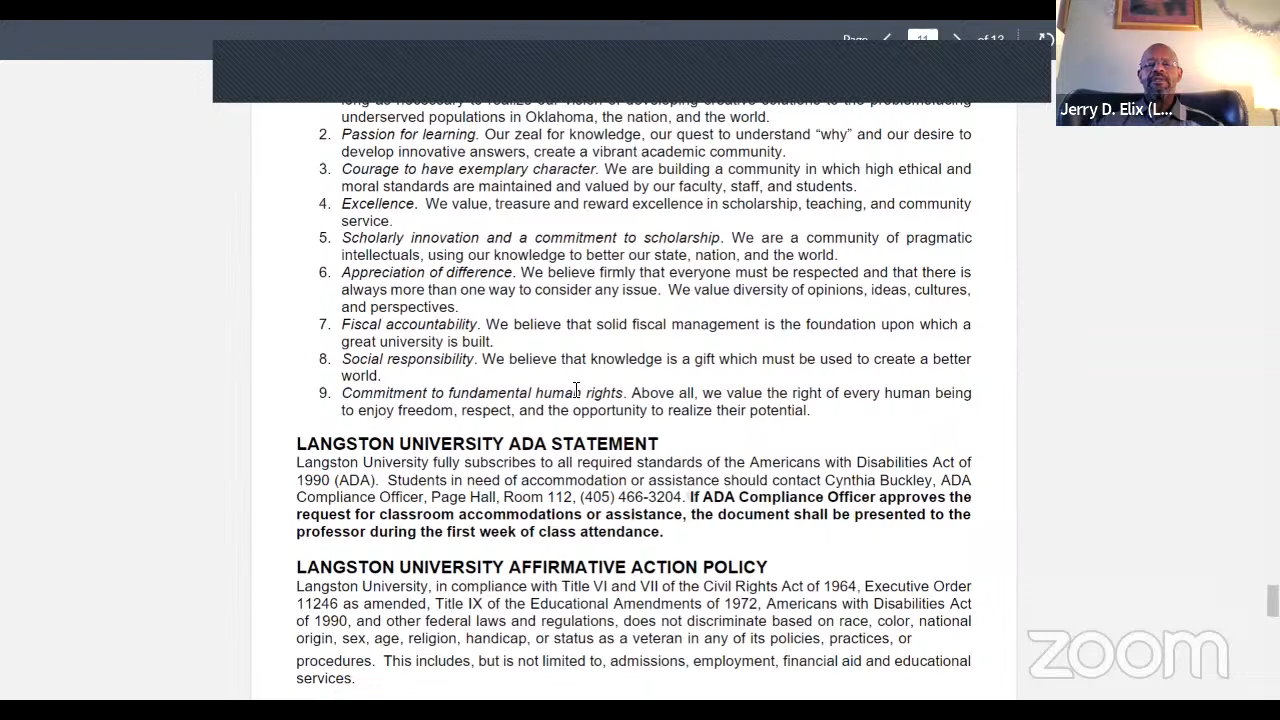 Page
11
of 13
Jerry D. Elix (L...
long as necessary to realize our vision of developing creative solutions to the
underserved populations in Oklahoma, the nation, and the world.
2. Passion for learning. Our zeal for knowledge, our quest to understand “why” and our desire to
develop innovative answers, create a vibrant academic community.
3. Courage to have exemplary character. We are building a community in which high ethical and
moral standards are maintained and valued by our faculty, staff, and students.
4. Excellence. We value, treasure and reward excellence in scholarship, teaching, and community
service.
5. Scholarly innovation and a commitment to scholarship. We are a community of pragmatic
intellectuals, using our knowledge to better our state, nation, and the world.
6. Appreciation of difference. We believe firmly that everyone must be respected and that there is
always more than one way to consider any issue. We value diversity of opinions, ideas, cultures,
and perspectives.
7. Fiscal accountability. We believe that solid fiscal management is the foundation upon which a
great university is built.
8. Social responsibility. We believe that knowledge is a gift which must be used to create a better
world.
9. Commitment to fundamental human rights. Above all, we value the right of every human being
to enjoy freedom, respect, and the opportunity to realize their potential.
LANGSTON UNIVERSITY ADA STATEMENT
Langston University fully subscribes to all required standards of the Americans with Disabilities Act of
1990 (ADA). Students in need of accommodation or assistance should contact Cynthia Buckley, ADA
Compliance Officer, Page Hall, Room 112, (405) 466-3204. If ADA Compliance Officer approves the
request for classroom accommodations or assistance, the document shall be presented to the
professor during the first week of class attendance.
LANGSTON UNIVERSITY AFFIRMATIVE ACTION POLICY
Langston University, in compliance with Title VI and VII of the Civil Rights Act of 1964, Executive Order
11246 as amended, Title IX of the Educational Amendments of 1972, Americans with Disabilities Act
of 1990, and other federal laws and regulations, does not discriminate based on race, color, national
origin, sex, age, religion, handicap, or status as a veteran in any of its policies, practices, or
procedures. This includes, but is not limited to, admissions, employment, financial aid and educational
services.
zoom